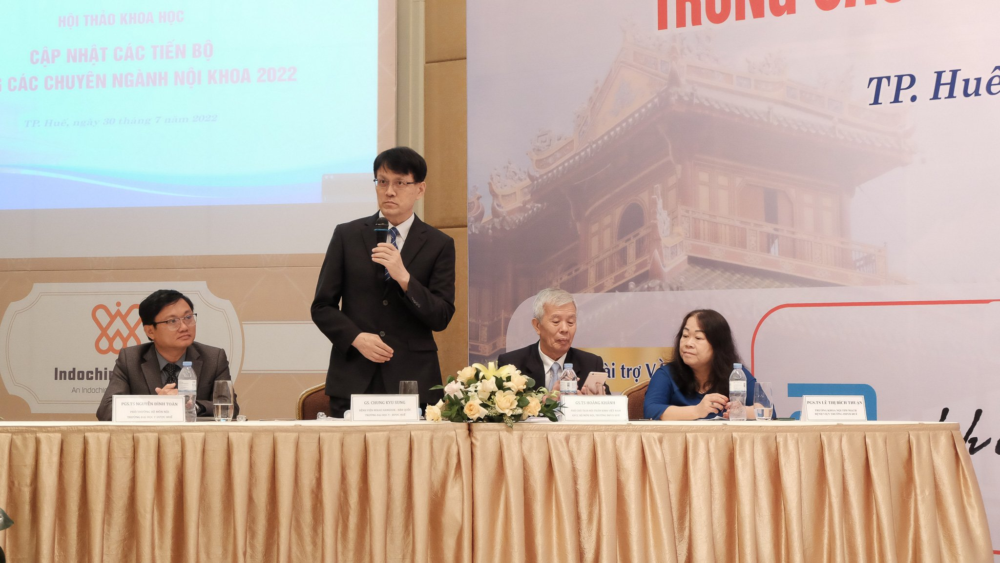 HỘI THẢO KHOA HỌC
CẬP NHẬT CÁC TIẾN BỘ
CÁC CHUYÊN NGÀNH NỘI KHOA 2022
TP. Huế, ngày 30 tháng 7 năm 2022
TRONG
TP. Huế
Indochin
An Indochin
ài trợ V
PGS.TS NGUYỄN ĐÌNH TOÀN
PHÓ TRƯỞNG BỘ MÔN NỘI
TRƯỜNG ĐẠI HỌC Y DƯỢC HUẾ
GS. CHUNG KYU SUNG
BỆNH VIỆN MIRAE HANKOOK - HÀN QUỐC
TRƯỜNG ĐẠI HỌC Y - DƯỢC HUẾ
GS.TS HOÀNG KHÁNH
PHÓ CHỦ TỊCH HỘI THẦN KINH VIỆT NAM
GVCC BỘ MÔN NỘI, TRƯỜNG ĐHYD HUẾ
PGS.TS LÊ THỊ BÍCH THUẬN
TRƯỞNG KHOA NỘI TIM MẠCH
BỆNH VIỆN TRƯỜNG ĐHYD HUẾ